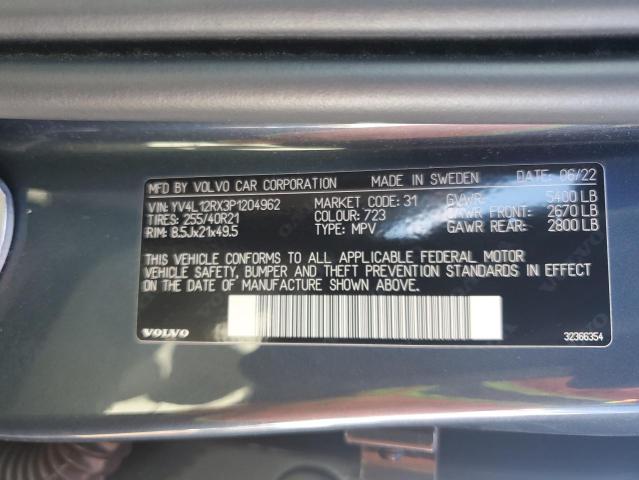 MFD BY VOLVO CAR CORPORATION MADE IN SWEDEN DATE: 06/22
VIN: YV4L12RX3P1204962 MARKET CODE: 31 GVWR: 5400 LB
TIRES: 255/40R21 COLOUR: 723 GAWR FRONT: 2670 LB
RIM: 8.5Jx21x49.5 TYPE: MPV GAWR REAR: 2800 LB
THIS VEHICLE CONFORMS TO ALL APPLICABLE FEDERAL MOTOR
VEHICLE SAFETY, BUMPER AND THEFT PREVENTION STANDARDS IN EFFECT
ON THE DATE OF MANUFACTURE SHOWN ABOVE.
VOLVO 32366354